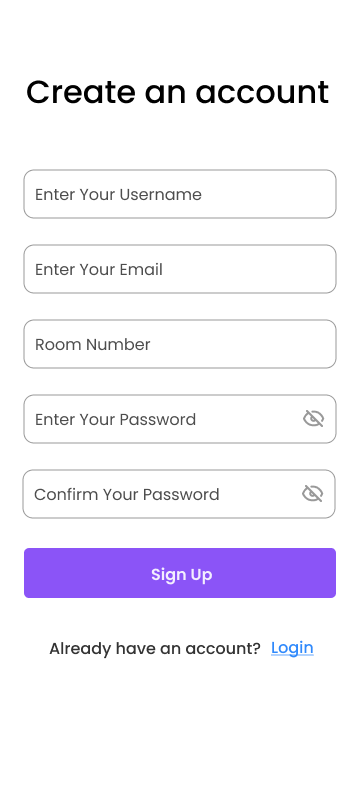 Create an account
Enter Your Username
Enter Your Email
Room Number
Enter Your Password
Confirm Your Password
Sign Up
Already have an account? Login